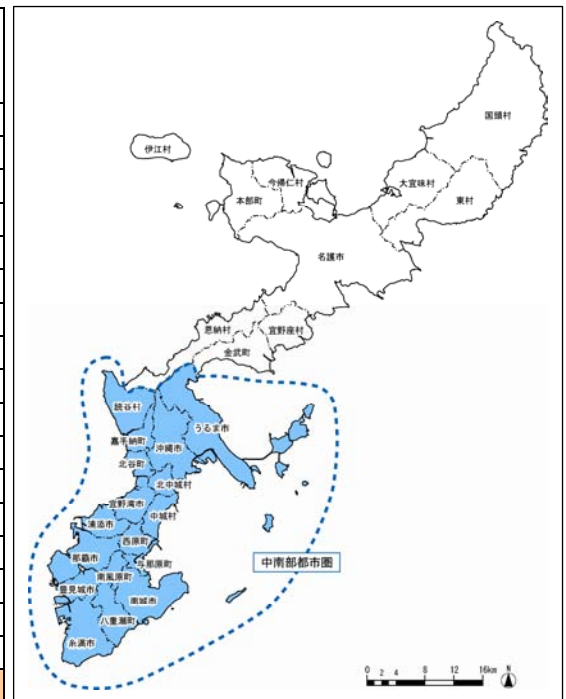 国頭村
伊江村
今帰仁村
大宜味村
本部町
東村
名護市
恩納村
宜野座村
金武町
読谷村
うるま市
嘉手納町
沖縄市
北谷町
北中城村
宜野湾市
中城村
浦添市
西原町
那覇市
与那原町
中南部都市圏
南風原町
豊見城市
南城市
八重瀬町
糸満市
0 2 4 8 12 16km N